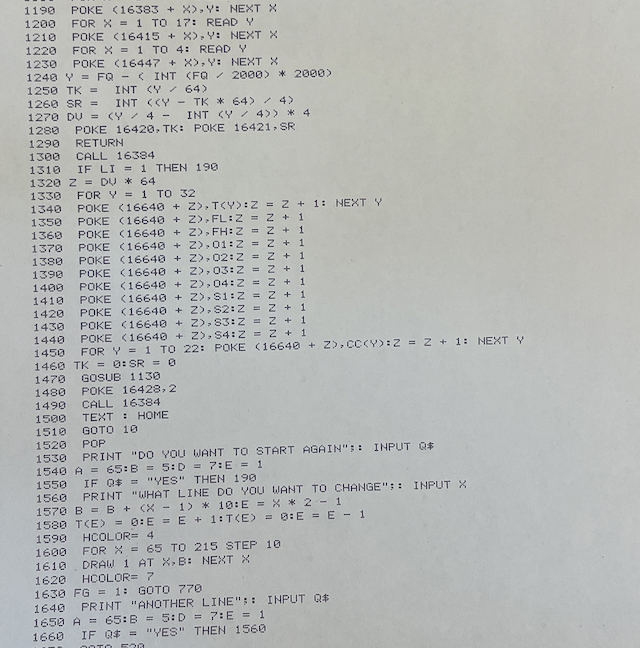 1190 POKE (16383 + X),Y: NEXT X
1200 FOR X = 1 TO 17: READ Y
1210 POKE (16415 + X),Y: NEXT X
1220 FOR X = 1 TO 4: READ Y
1230 POKE (16447 + X),Y: NEXT X
1240 Y = FQ - ( INT (FQ / 2000) * 2000)
1250 TK = INT (Y / 64)
1260 SR = INT ((Y - TK * 64) / 4)
1270 DV = (Y / 4 - INT (Y / 4)) * 4
1280 POKE 16420,TK: POKE 16421,SR
1290 RETURN
1300 CALL 16384
1310 IF LI = 1 THEN 190
1320 Z = DV * 64
1330 FOR Y = 1 TO 32
1340 POKE (16640 + Z),T(Y):Z = Z + 1: NEXT Y
1350 POKE (16640 + Z),FL:Z = Z + 1
1360 POKE (16640 + Z),FH:Z = Z + 1
1370 POKE (16640 + Z),O1:Z = Z + 1
1380 POKE (16640 + Z),O2:Z = Z + 1
1390 POKE (16640 + Z),O3:Z = Z + 1
1400 POKE (16640 + Z),O4:Z = Z + 1
1410 POKE (16640 + Z),S1:Z = Z + 1
1420 POKE (16640 + Z),S2:Z = Z + 1
1430 POKE (16640 + Z),S3:Z = Z + 1
1440 POKE (16640 + Z),S4:Z = Z + 1
1450 FOR Y = 1 TO 22: POKE (16640 + Z),CC(Y):Z = Z + 1: NEXT Y
1460 TK = 0:SR = 0
1470 GOSUB 1130
1480 POKE 16428,2
1490 CALL 16384
1500 TEXT : HOME
1510 GOTO 10
1520 POP
1530 PRINT "DO YOU WANT TO START AGAIN";: INPUT Q$
1540 A = 65:B = 5:D = 7:E = 1
1550 IF Q$ = "YES" THEN 190
1560 PRINT "WHAT LINE DO YOU WANT TO CHANGE";: INPUT X
1570 B = B + (X - 1) * 10:E = X * 2 - 1
1580 T(E) = 0:E = E + 1:T(E) = 0:E = E - 1
1590 HCOLOR= 4
1600 FOR X = 65 TO 215 STEP 10
1610 DRAW 1 AT X,B: NEXT X
1620 HCOLOR= 7
1630 FG = 1: GOTO 770
1640 PRINT "ANOTHER LINE";: INPUT Q$
1650 A = 65:B = 5:D = 7:E = 1
1660 IF Q$ = "YES" THEN 1560